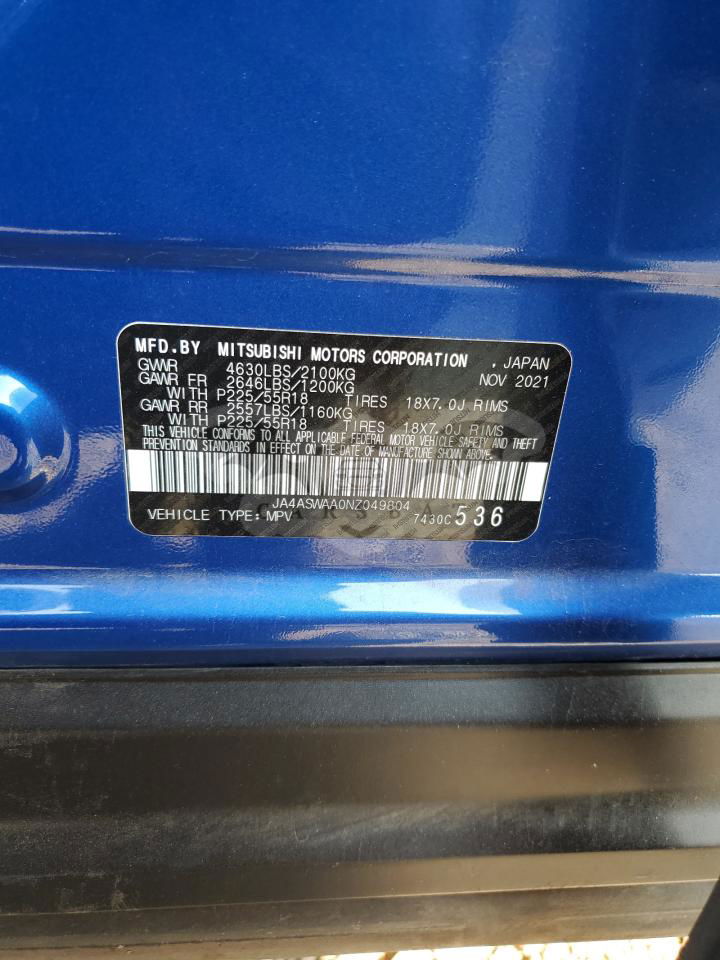 MFD.BY MITSUBISHI MOTORS CORPORATION , JAPAN
GVWR 4630LBS/2100KG NOV 2021
GAWR FR 2646LBS/1200KG
WITH P225/55R18 TIRES 18X7.0J RIMS
GAWR RR 2557LBS/1160KG
WITH P225/55R18 TIRES 18X7.0J RIMS
THIS VEHICLE CONFORMS TO ALL APPLICABLE FEDERAL MOTOR VEHICLE SAFETY AND THEFT
PREVENTION STANDARDS IN EFFECT ON THE DATE OF MANUFACTURE SHOWN ABOVE.
JA4ASWAA0NZ049804
VEHICLE TYPE:MPV 7430C 536